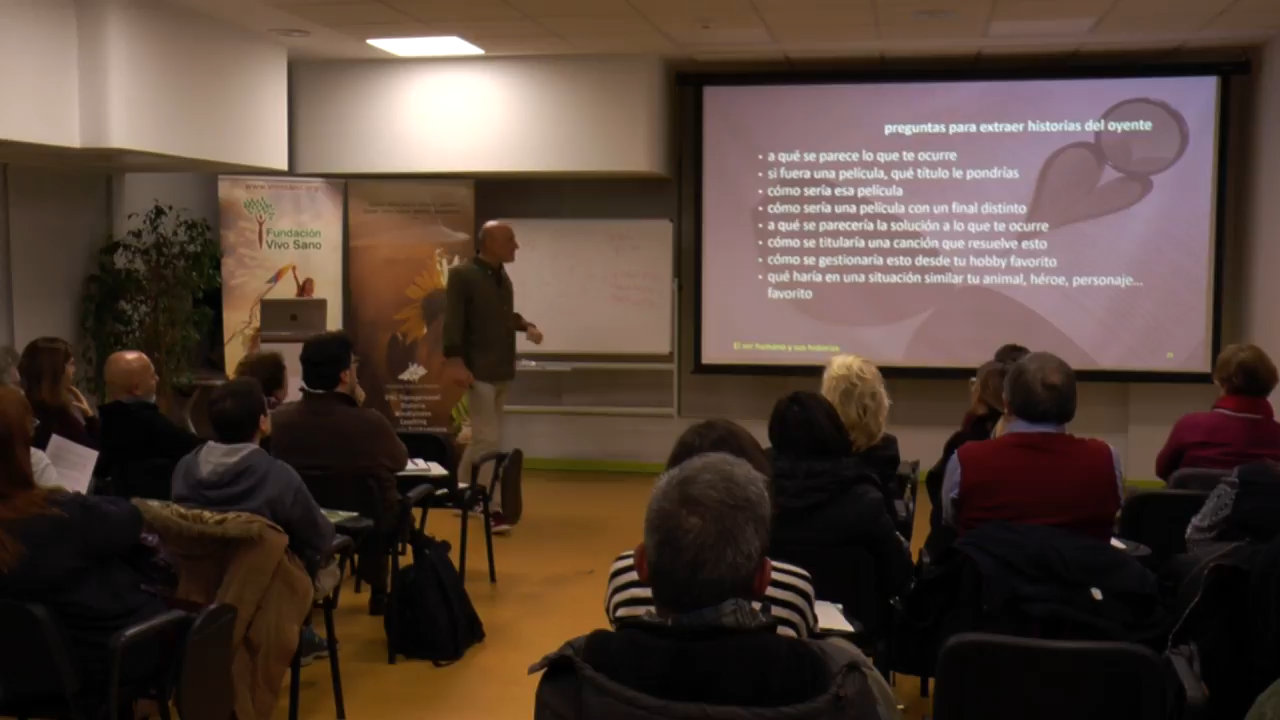 preguntas para extraer historias del oyente
• a qué se parece lo que te ocurre
• si fuera una película, qué título le pondrías
• cómo sería esa película
• cómo sería una película con un final distinto
• a qué se parecería la solución a lo que te ocurre
• cómo se titularía una canción que resuelve esto
• cómo se gestionaría esto desde tu hobby favorito
• qué haría en una situación similar tu animal, héroe, personaje...
favorito
El ser humano y sus historias
Fundación
Vivo Sano
Mindfulness
Coaching